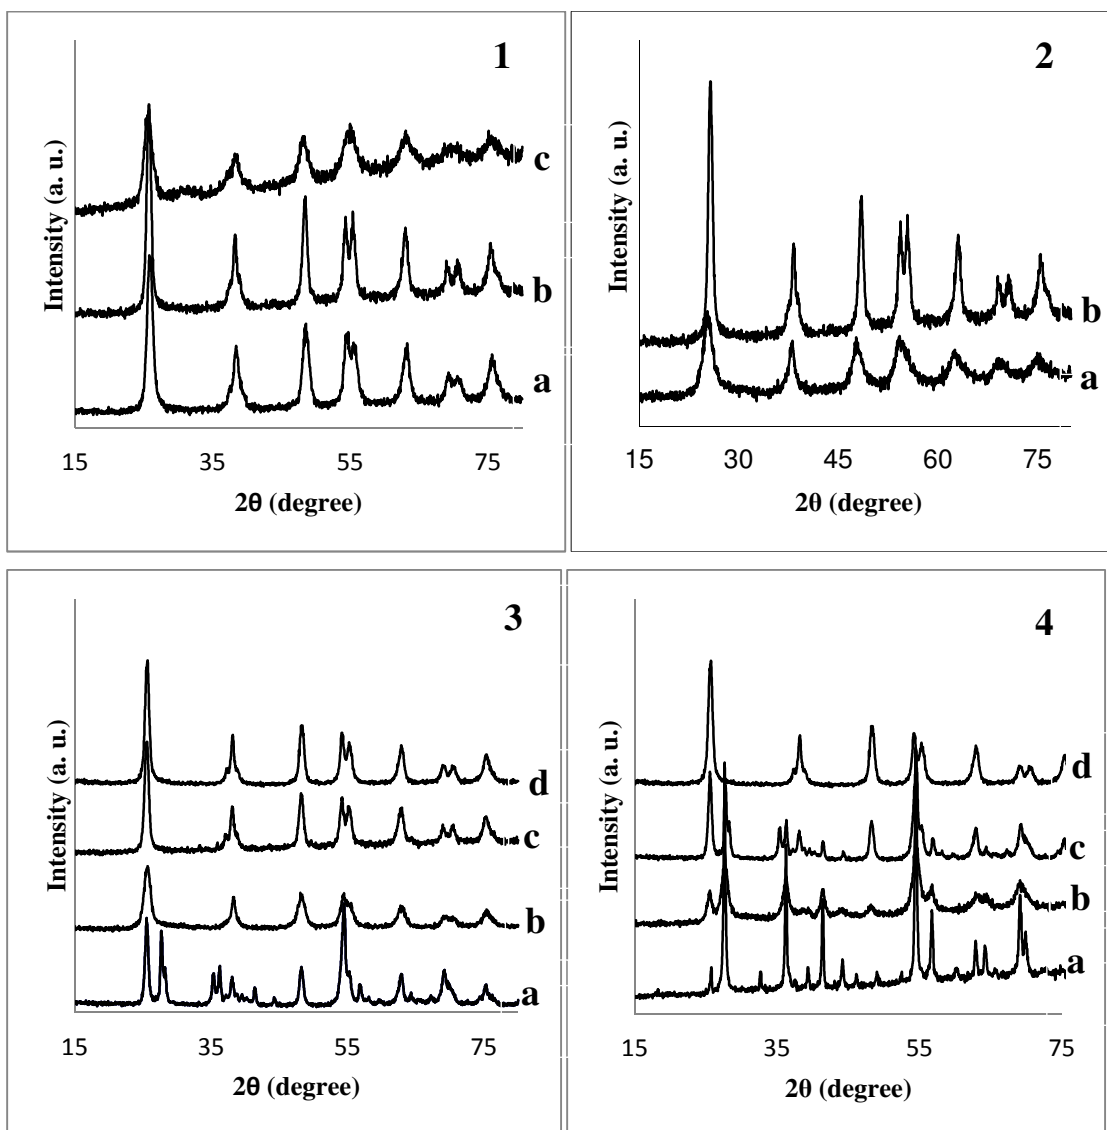 1
Intensity (a. u.)
c
b
a
15 35 55 75
2θ (degree)
2
Intensity (a. u.)
b
a
15 30 45 60 75
2θ (degree)
3
Intensity (a. u.)
d
c
b
a
15 35 55 75
2θ (degree)
4
Intensity (a. u.)
d
c
b
a
15 35 55 75
2θ (degree)